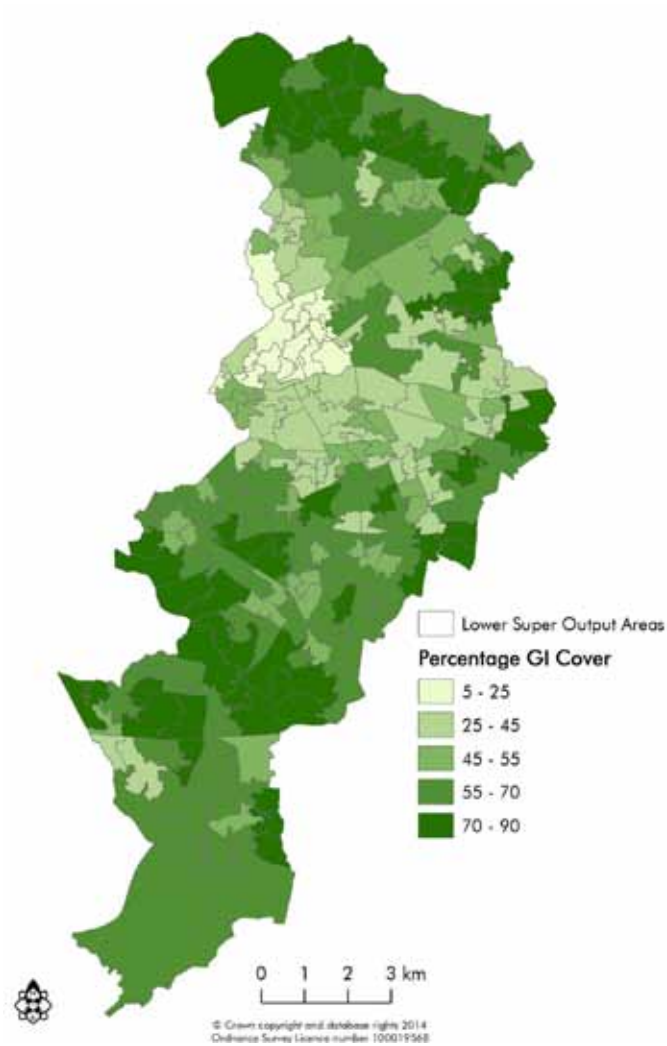 Lower Super Output Areas
Percentage GI Cover
5 - 25
25 - 45
45 - 55
55 - 70
70 - 90
0 1 2 3 km
© Crown copyright and database rights 2014
Ordnance Survey Licence number 100019568